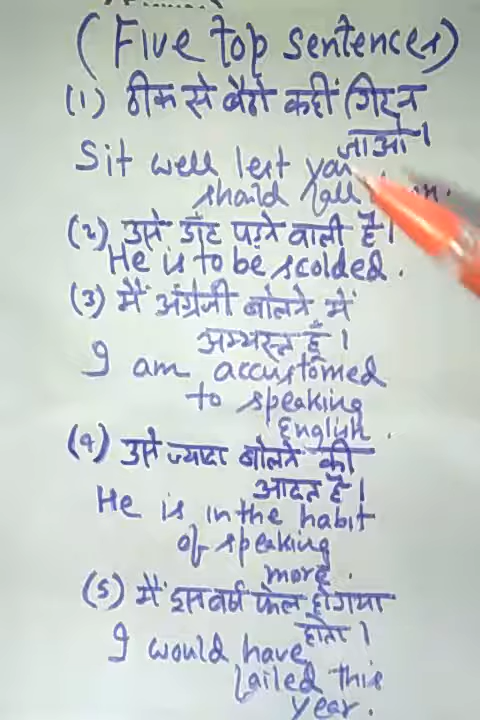 (Five top sentences)
(1) ठीक से बैठो कहीं गिर न
जाओ।
Sit well lest you
should fall
(2) उसे डाँट पड़ने वाली है।
He is to be scolded.
(3) मैं अंग्रेजी बोलने में
अभ्यस्त हूँ।
I am accustomed
to speaking
English.
(4) उसे ज्यादा बोलने की
आदत है।
He is in the habit
of speaking
more.
(5) मैं इस वर्ष फेल हो गया
होता।
I would have
failed this
year.